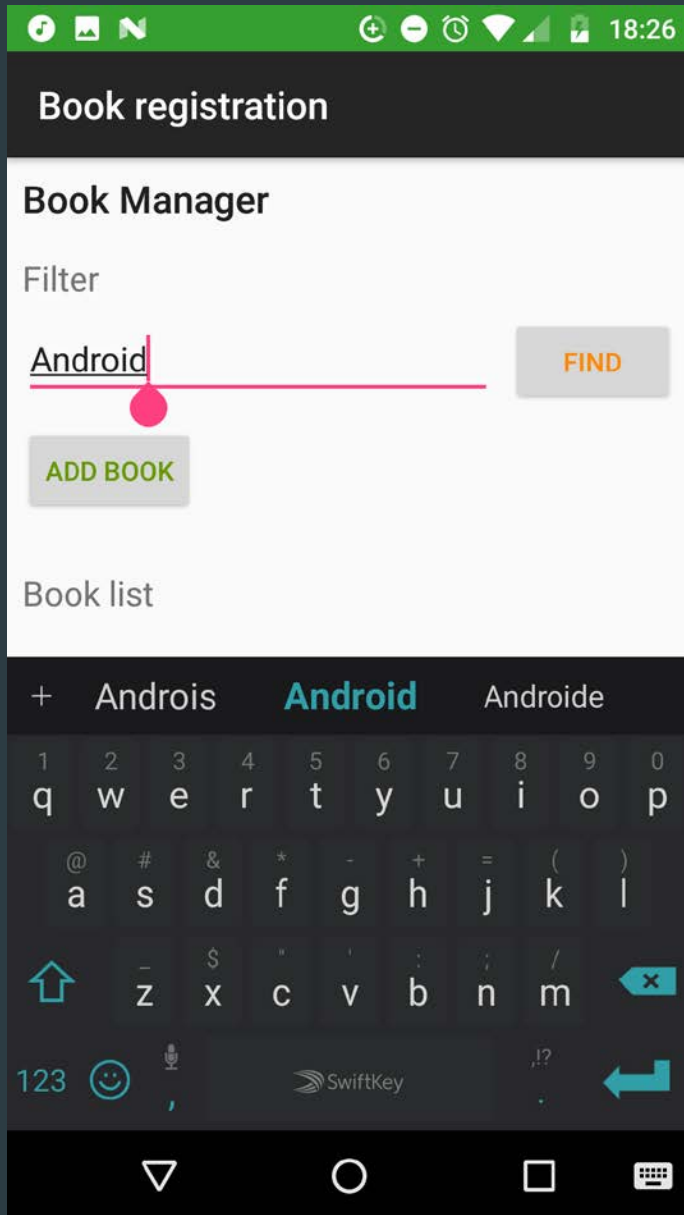 18:26
Book registration
Book Manager
Filter
Android
FIND
ADD BOOK
Book list
+ Androis Android Androide
1 2 3 4 5 6 7 8 9 0
q w e r t y u i o p
@ # & * - + = ( )
a s d f g h j k l
_ $ " ' : ; /
z x c v b n m
123 , SwiftKey ,!? .